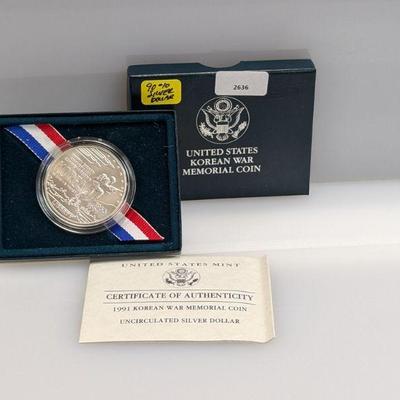 90-10
SILVER
DOLLAR
2636
UNITED STATES
KOREAN WAR
MEMORIAL COIN
UNITED STATES MINT
CERTIFICATE OF AUTHENTICITY
1991 KOREAN WAR MEMORIAL COIN
UNCIRCULATED SILVER DOLLAR